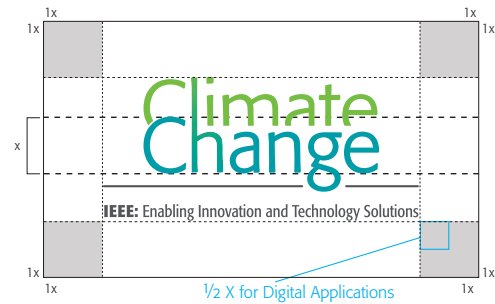 1x 1x
1x 1x
Climate
x
Change
IEEE: Enabling Innovation and Technology Solutions
1x 1x
1x 1x
½ X for Digital Applications